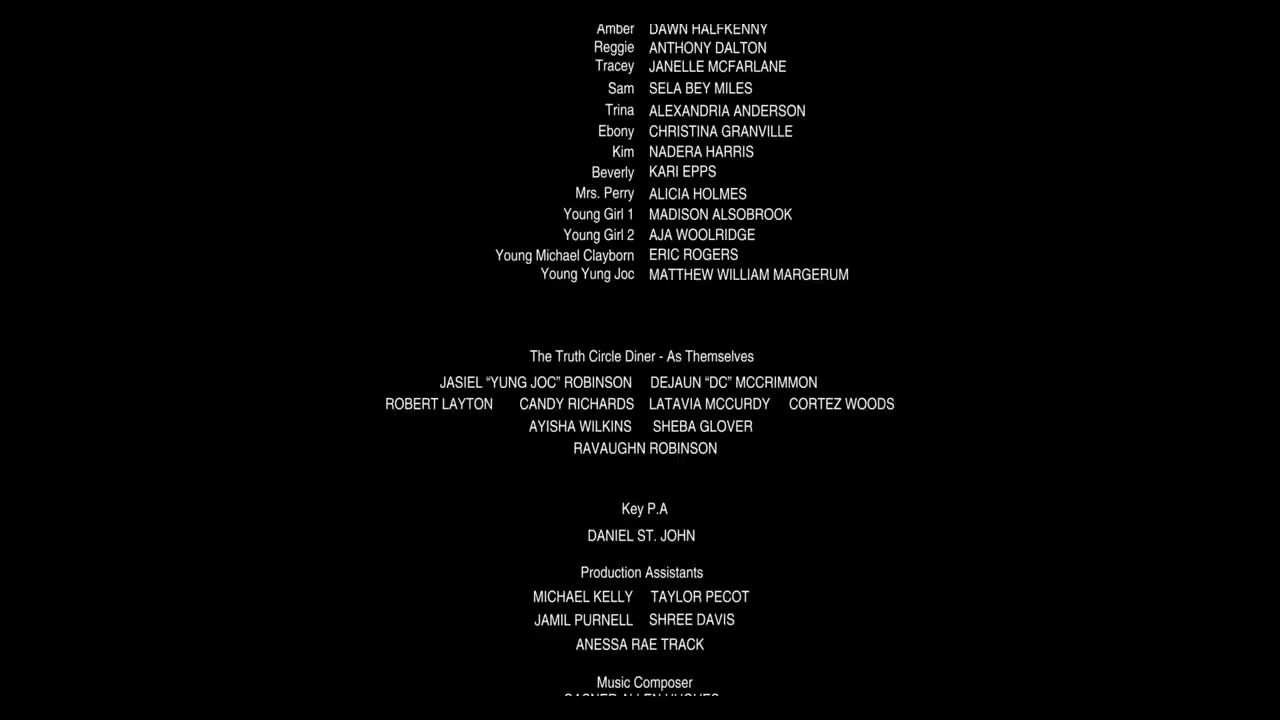 Amber DAWN HALFKENNY
Reggie ANTHONY DALTON
Tracey JANELLE MCFARLANE
Sam SELA BEY MILES
Trina ALEXANDRIA ANDERSON
Ebony CHRISTINA GRANVILLE
Kim NADERA HARRIS
Beverly KARI EPPS
Mrs. Perry ALICIA HOLMES
Young Girl 1 MADISON ALSOBROOK
Young Girl 2 AJA WOOLRIDGE
Young Michael Clayborn ERIC ROGERS
Young Yung Joc MATTHEW WILLIAM MARGERUM
The Truth Circle Diner - As Themselves
JASIEL “YUNG JOC” ROBINSON DEJAUN “DC” MCCRIMMON
ROBERT LAYTON CANDY RICHARDS LATAVIA MCCURDY CORTEZ WOODS
AYISHA WILKINS SHEBA GLOVER
RAVAUGHN ROBINSON
Key P.A
DANIEL ST. JOHN
Production Assistants
MICHAEL KELLY TAYLOR PECOT
JAMIL PURNELL SHREE DAVIS
ANESSA RAE TRACK
Music Composer